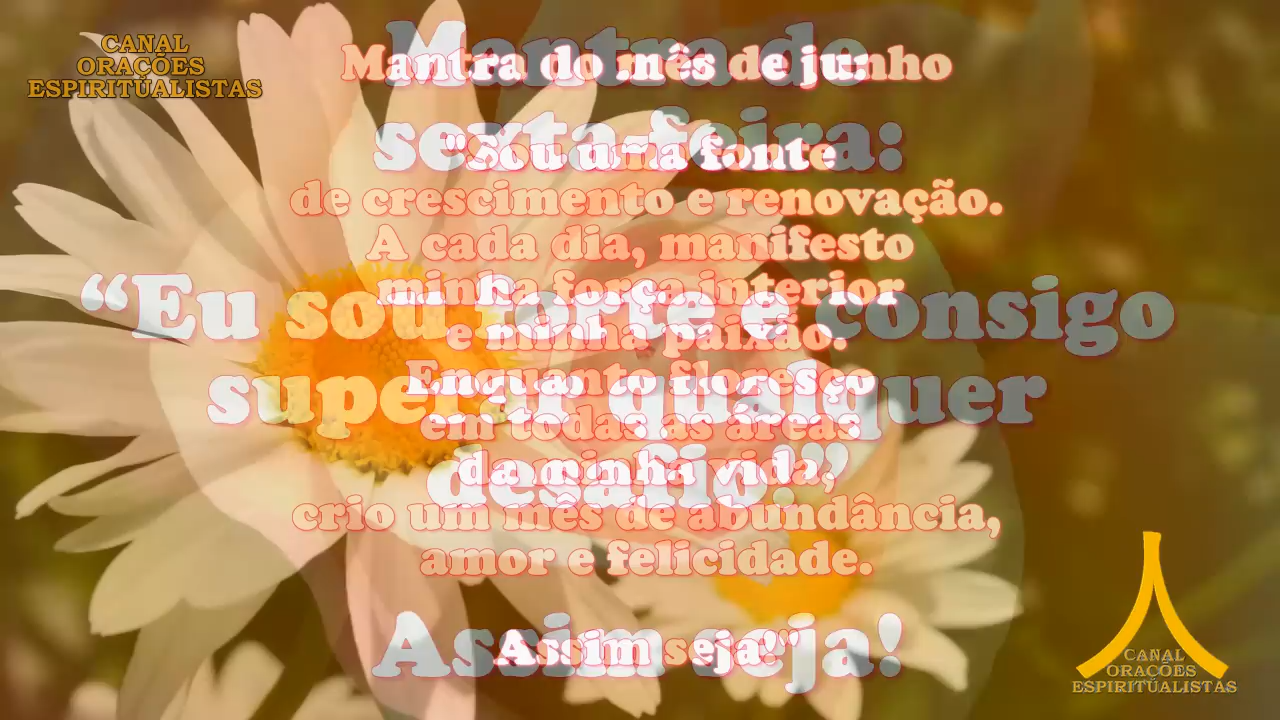 CANAL
ORAÇÕES
ESPIRITUALISTAS
Mantra de
sexta-feira:
“Eu sou forte e consigo
superar qualquer
desafio”
Assim seja!
Mantra do mês de junho
"Sou uma fonte
de crescimento e renovação.
A cada dia, manifesto
minha força interior
e minha paixão.
Enquanto floresço
em todas as áreas
da minha vida,
crio um mês de abundância,
amor e felicidade.
Assim seja!"
CANAL
ORAÇÕES
ESPIRITUALISTAS